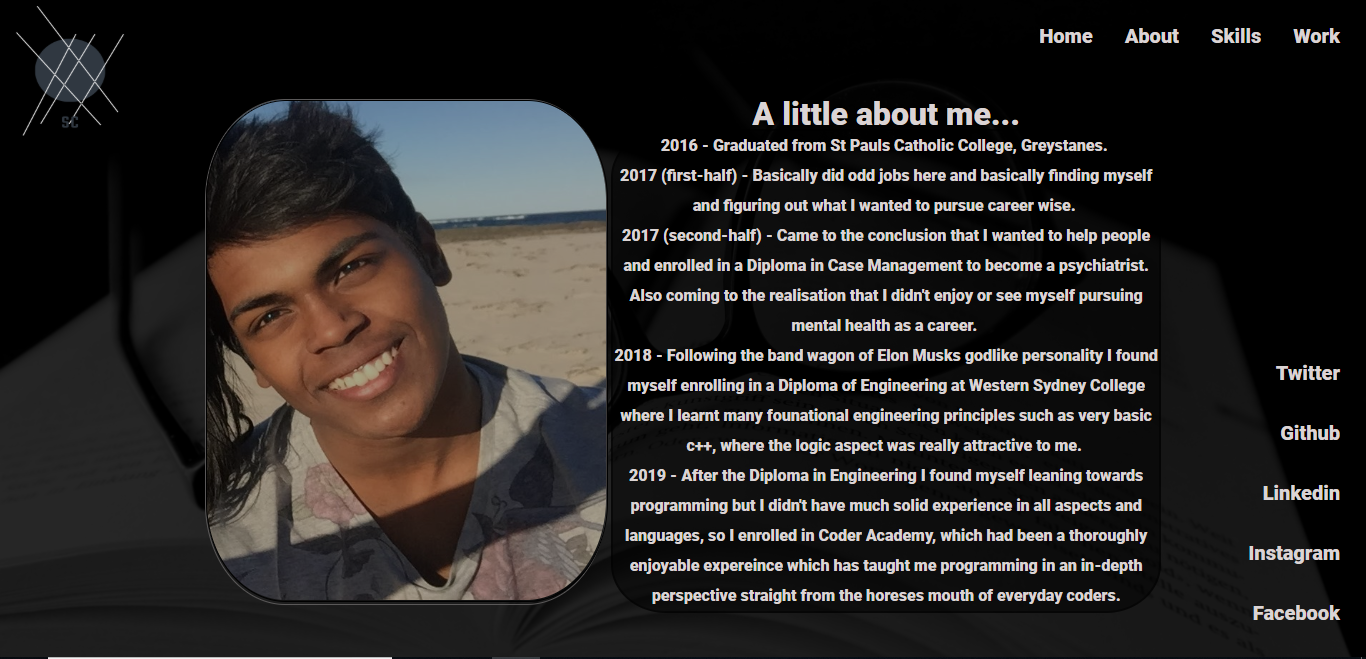 SC
Home About Skills Work
A little about me...
2016 - Graduated from St Pauls Catholic College, Greystanes.
2017 (first-half) - Basically did odd jobs here and basically finding myself
and figuring out what I wanted to pursue career wise.
2017 (second-half) - Came to the conclusion that I wanted to help people
and enrolled in a Diploma in Case Management to become a psychiatrist.
Also coming to the realisation that I didn't enjoy or see myself pursuing
mental health as a career.
2018 - Following the band wagon of Elon Musks godlike personality I found
myself enrolling in a Diploma of Engineering at Western Sydney College
where I learnt many founational engineering principles such as very basic
c++, where the logic aspect was really attractive to me.
2019 - After the Diploma in Engineering I found myself leaning towards
programming but I didn't have much solid experience in all aspects and
languages, so I enrolled in Coder Academy, which had been a thoroughly
enjoyable expereince which has taught me programming in an in-depth
perspective straight from the horeses mouth of everyday coders.
Twitter
Github
Linkedin
Instagram
Facebook